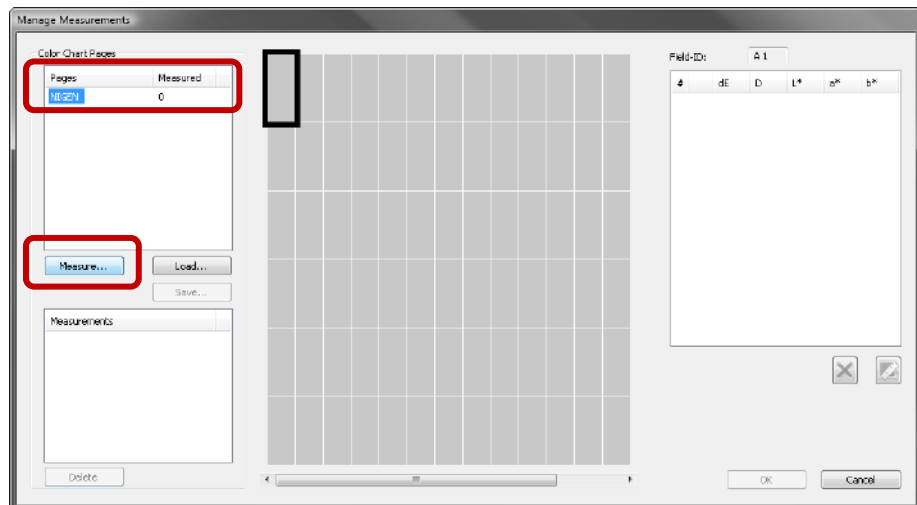 Manage Measurements
Color Chart Pages
Pages Measured
NIGEN 0
Measure... Load...
Save...
Measurements
Delete
Field-ID: A 1
# dE D L* a* b*
OK Cancel